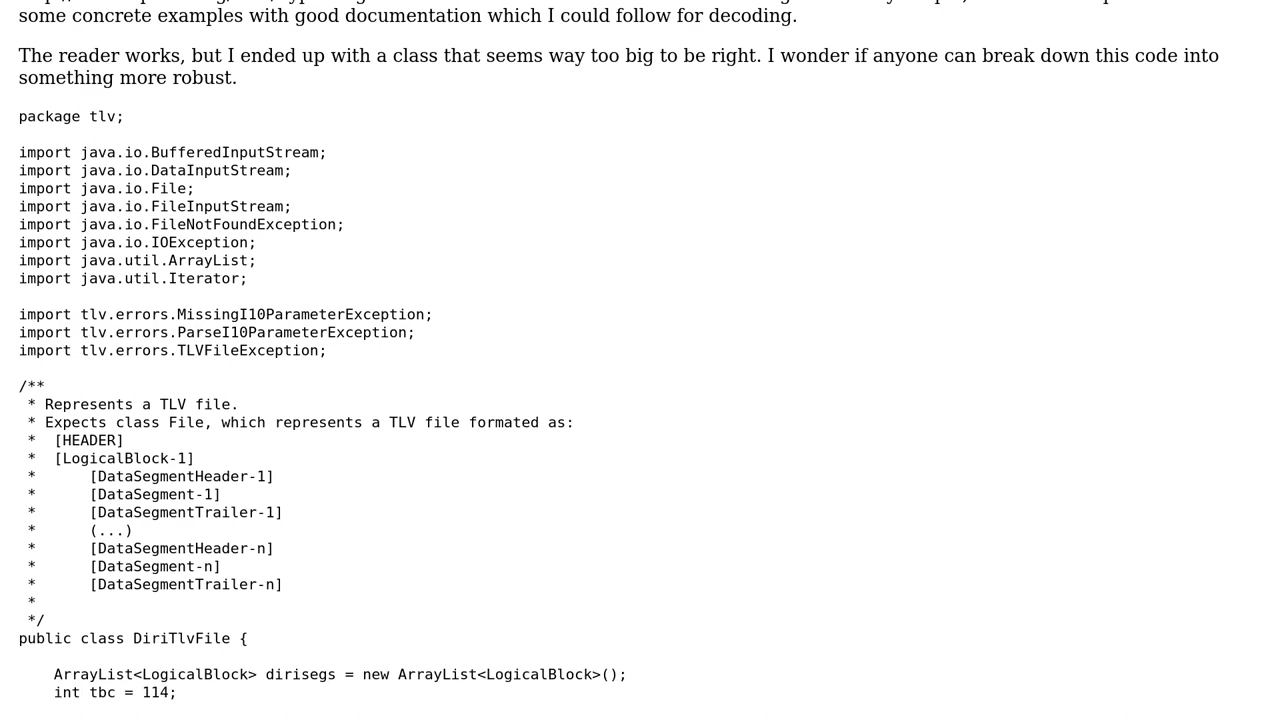 some concrete examples with good documentation which I could follow for decoding.
The reader works, but I ended up with a class that seems way too big to be right. I wonder if anyone can break down this code into
something more robust.
package tlv;
import java.io.BufferedInputStream;
import java.io.DataInputStream;
import java.io.File;
import java.io.FileInputStream;
import java.io.FileNotFoundException;
import java.io.IOException;
import java.util.ArrayList;
import java.util.Iterator;
import tlv.errors.MissingI10ParameterException;
import tlv.errors.ParseI10ParameterException;
import tlv.errors.TLVFileException;
/**
 * Represents a TLV file.
 * Expects class File, which represents a TLV file formated as:
 *  [HEADER]
 *  [LogicalBlock-1]
 *      [DataSegmentHeader-1]
 *      [DataSegment-1]
 *      [DataSegmentTrailer-1]
 *      (...)
 *      [DataSegmentHeader-n]
 *      [DataSegment-n]
 *      [DataSegmentTrailer-n]
 *
 */
public class DiriTlvFile {
    ArrayList<LogicalBlock> dirisegs = new ArrayList<LogicalBlock>();
    int tbc = 114;